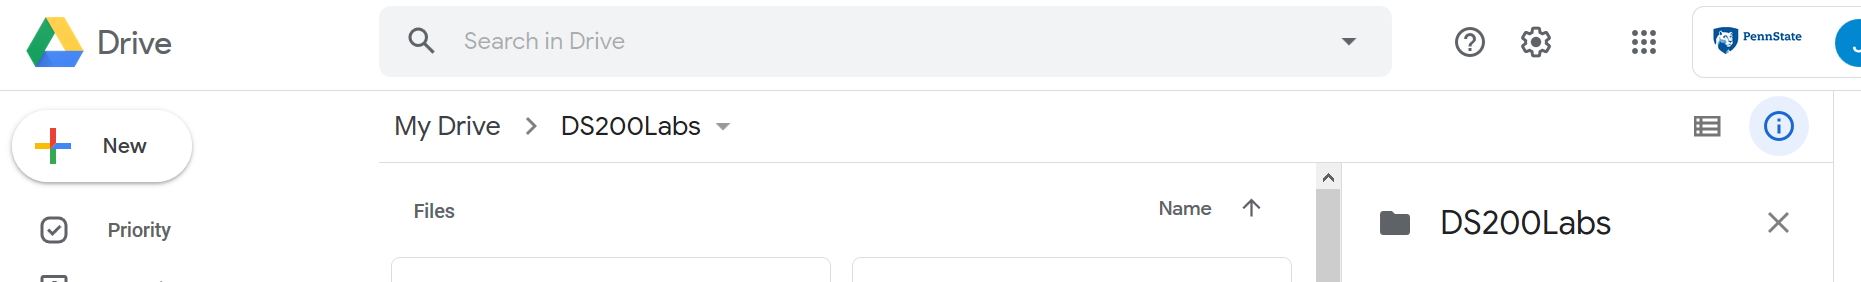 Drive
Search in Drive
PennState
J
New
My Drive
DS200Labs
Priority
Files
Name
DS200Labs